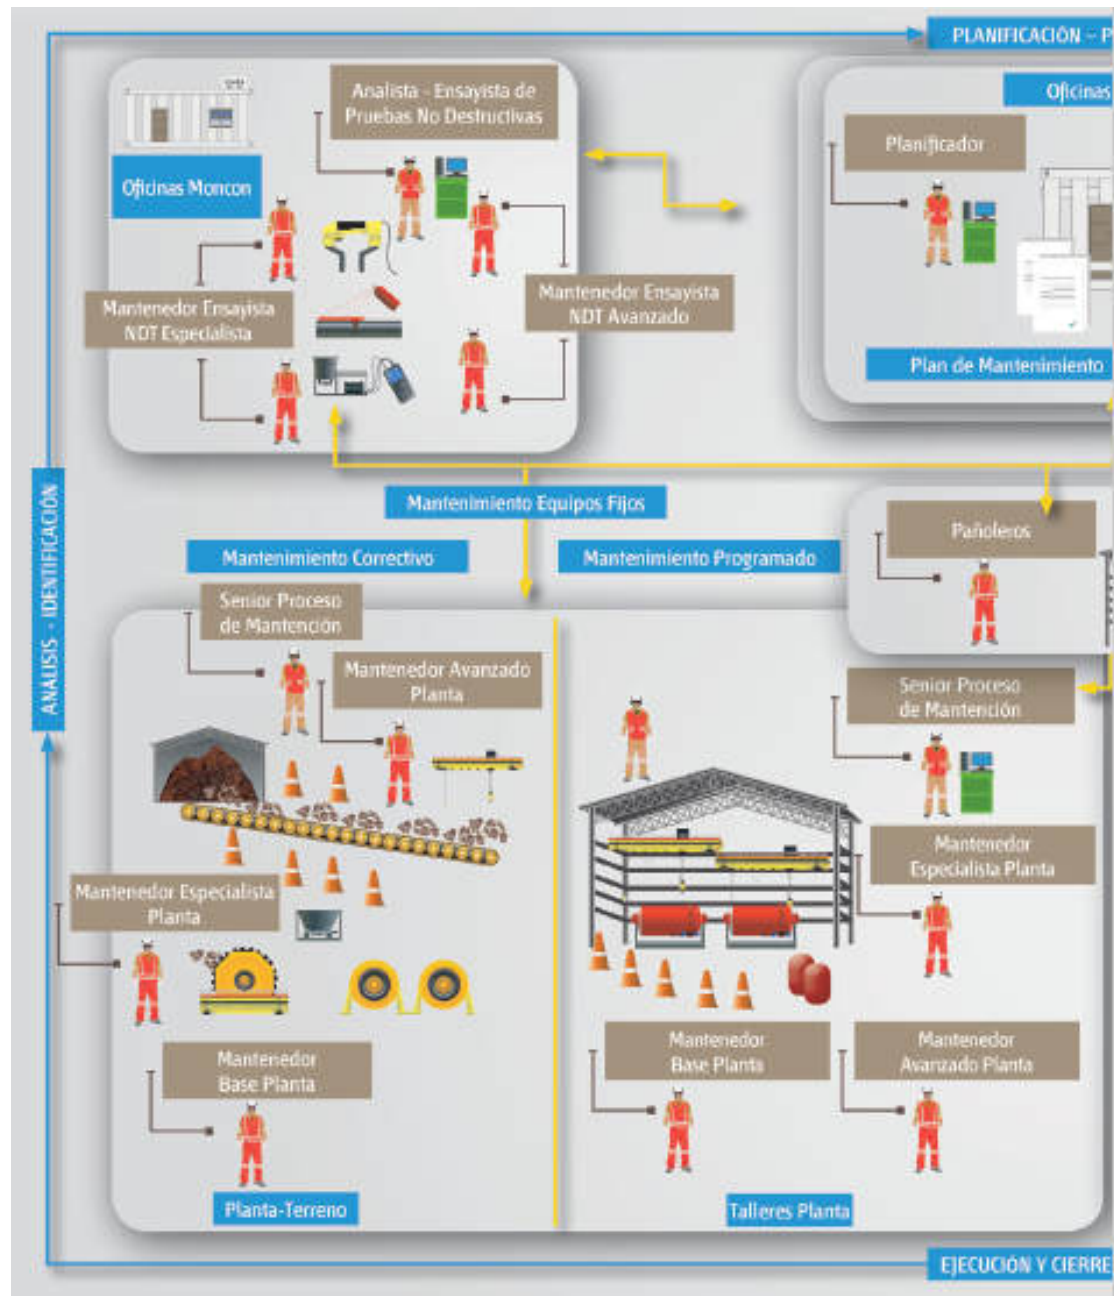 PLANIFICACIÓN – P
Analista - Ensayista de
Pruebas No Destructivas
Oficinas Moncon
Mantenedor Ensayista
NDT Especialista
Mantenedor Ensayista
NDT Avanzado
Oficinas
Planificador
Plan de Mantenimiento
ANÁLISIS - IDENTIFICACIÓN
Mantenimiento Equipos Fijos
Mantenimiento Correctivo
Mantenimiento Programado
Pañoleros
Senior Proceso
de Mantención
Mantenedor Avanzado
Planta
Mantenedor Especialista
Planta
Mantenedor
Base Planta
Planta-Terreno
Senior Proceso
de Mantención
Mantenedor
Especialista Planta
Mantenedor
Base Planta
Mantenedor
Avanzado Planta
Talleres Planta
EJECUCIÓN Y CIERRE